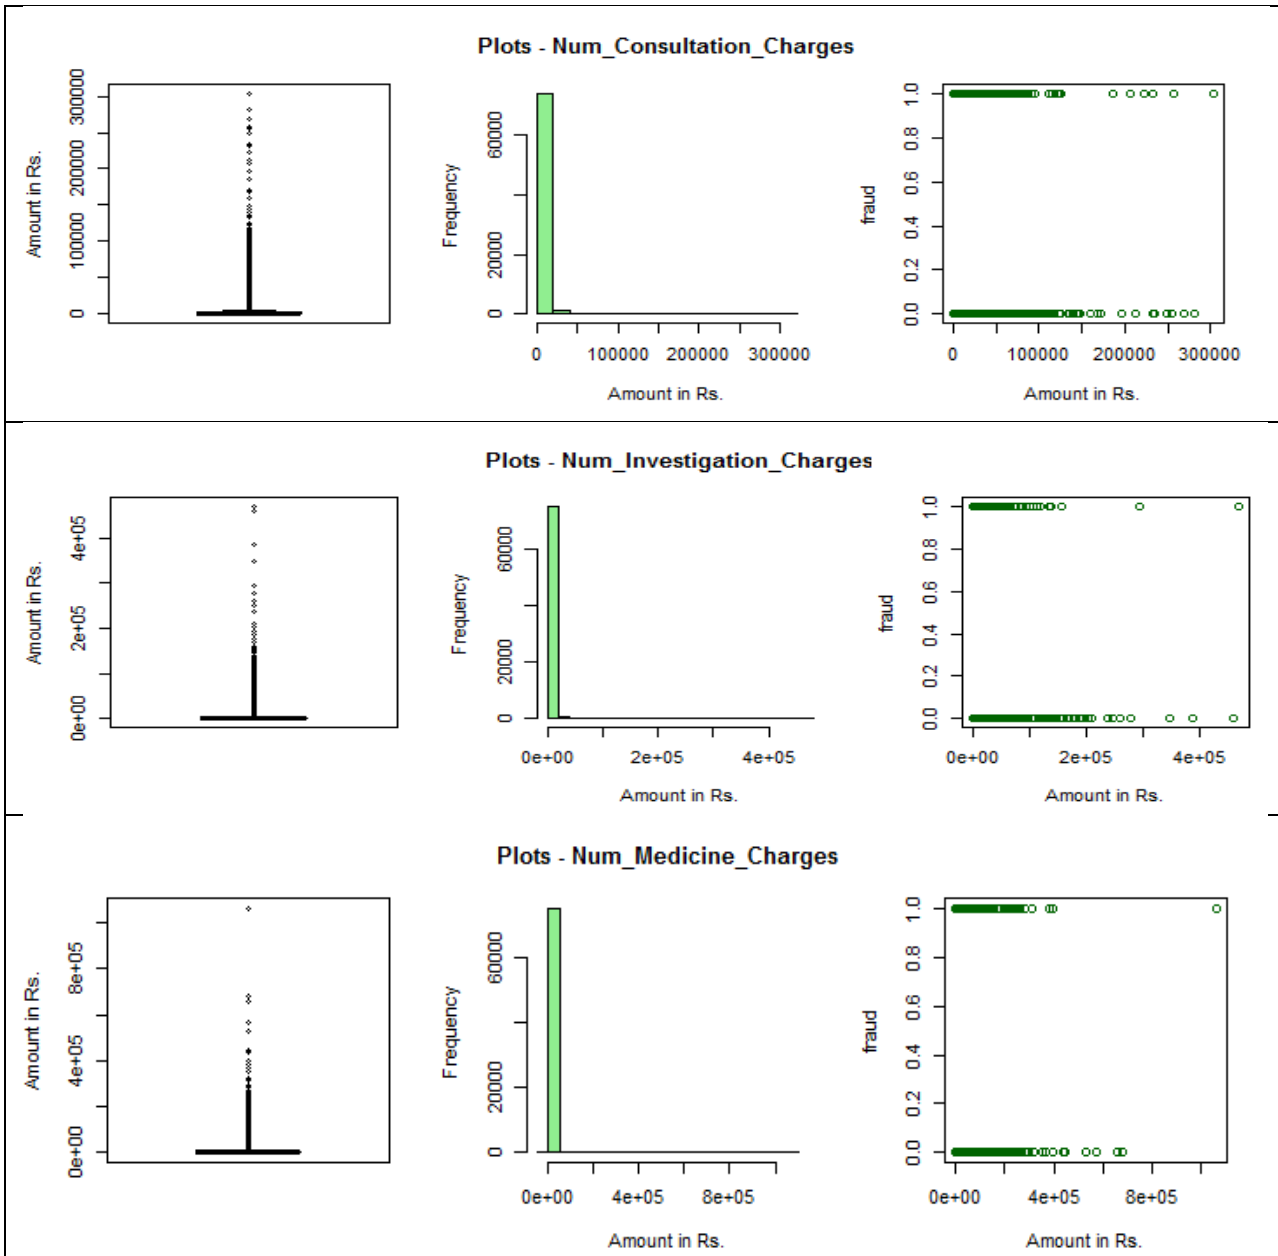 Plots - Num_Consultation_Charges
Amount in Rs.
0 100000 200000 300000
Frequency
0 20000 60000
0 100000 200000 300000
Amount in Rs.
fraud
0.0 0.2 0.4 0.6 0.8 1.0
0 100000 200000 300000
Amount in Rs.
Plots - Num_Investigation_Charges
Amount in Rs.
0e+00 2e+05 4e+05
Frequency
0 20000 60000
0e+00 2e+05 4e+05
Amount in Rs.
fraud
0.0 0.2 0.4 0.6 0.8 1.0
0e+00 2e+05 4e+05
Amount in Rs.
Plots - Num_Medicine_Charges
Amount in Rs.
0e+00 4e+05 8e+05
Frequency
0 20000 60000
0e+00 4e+05 8e+05
Amount in Rs.
fraud
0.0 0.2 0.4 0.6 0.8 1.0
0e+00 4e+05 8e+05
Amount in Rs.